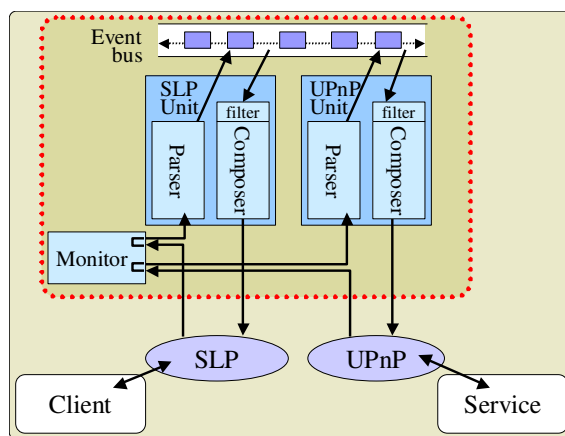 Event
bus
SLP
Unit
UPnP
Unit
filter
filter
Parser
Composer
Parser
Composer
Monitor
SLP
UPnP
Client
Service